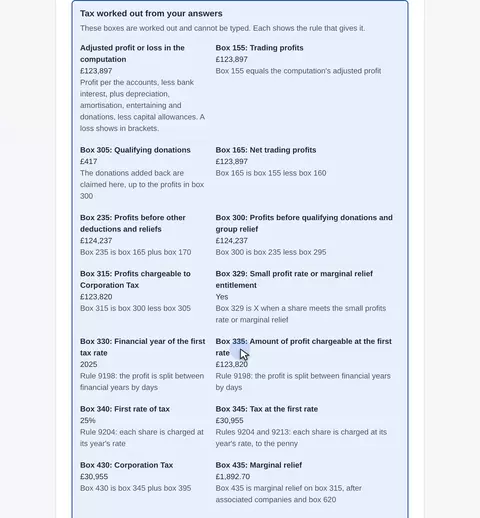 Tax worked out from your answers
These boxes are worked out and cannot be typed. Each shows the rule that gives it.
Adjusted profit or loss in the
computation
£123,897
Profit per the accounts, less bank
interest, plus depreciation,
amortisation, entertaining and
donations, less capital allowances. A
loss shows in brackets.
Box 155: Trading profits
£123,897
Box 155 equals the computation's adjusted profit
Box 305: Qualifying donations
£417
The donations added back are
claimed here, up to the profits in box
300
Box 165: Net trading profits
£123,897
Box 165 is box 155 less box 160
Box 235: Profits before other
deductions and reliefs
£124,237
Box 235 is box 165 plus box 170
Box 300: Profits before qualifying donations and
group relief
£124,237
Box 300 is box 235 less box 295
Box 315: Profits chargeable to
Corporation Tax
£123,820
Box 315 is box 300 less box 305
Box 329: Small profit rate or marginal relief
entitlement
Yes
Box 329 is X when a share meets the small profits
rate or marginal relief
Box 330: Financial year of the first
tax rate
2025
Rule 9198: the profit is split between
financial years by days
Box 335: Amount of profit chargeable at the first
rate
£123,820
Rule 9198: the profit is split between financial years
by days
Box 340: First rate of tax
25%
Rule 9204: each share is charged at
its year's rate
Box 345: Tax at the first rate
£30,955
Rules 9204 and 9213: each share is charged at its
year's rate, to the penny
Box 430: Corporation Tax
£30,955
Box 430 is box 345 plus box 395
Box 435: Marginal relief
£1,892.70
Box 435 is marginal relief on box 315, after
associated companies and box 620